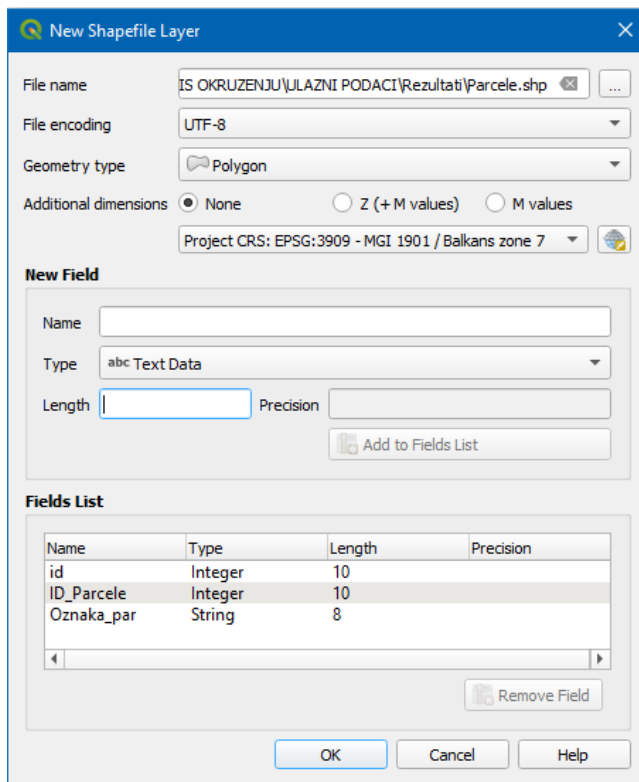 New Shapefile Layer
File name IS OKRUZENJU\ULAZNI PODACI\Rezultati\Parcele.shp ...
File encoding UTF-8
Geometry type Polygon
Additional dimensions None Z (+ M values) M values
Project CRS: EPSG:3909 - MGI 1901 / Balkans zone 7
New Field
Name
Type abc Text Data
Length Precision
Add to Fields List
Fields List
Name Type Length Precision
id Integer 10
ID_Parcele Integer 10
Oznaka_par String 8
Remove Field
OK Cancel Help